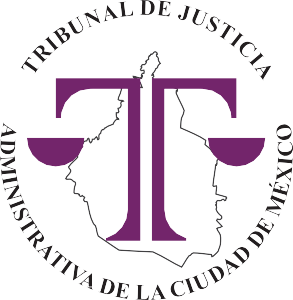 TRIBUNAL DE JUSTICIA
ADMINISTRATIVA DE LA CIUDAD DE MÉXICO